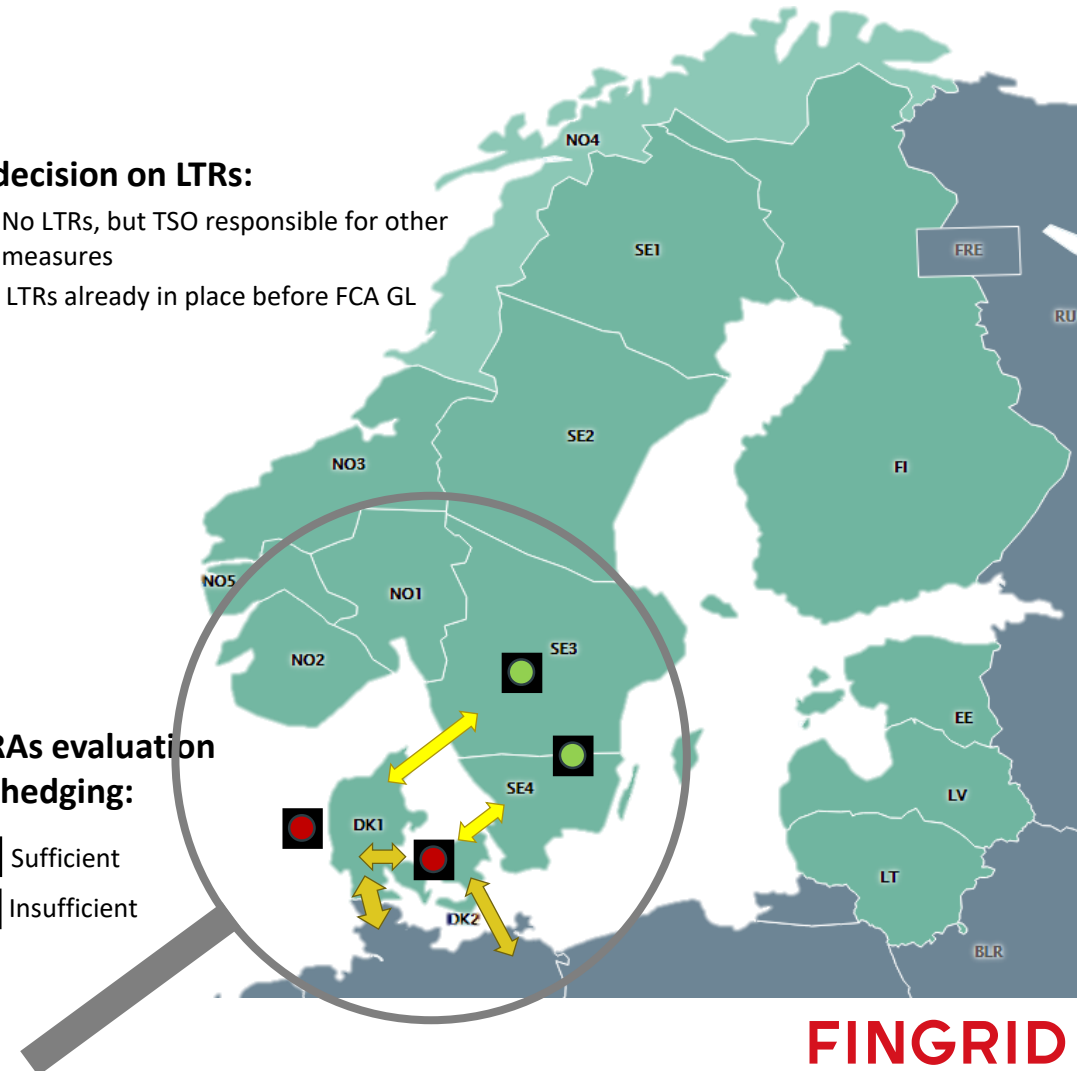 decision on LTRs:
No LTRs, but TSO responsible for other
measures
LTRs already in place before FCA GL
NO4
SE1
FRE
RU
SE2
NO3
FI
NO5
NO1
NO2
SE3
EE
RAs evaluation
hedging:
SE4
LV
DK1
Sufficient
LT
Insufficient
DK2
BLR
FINGRID